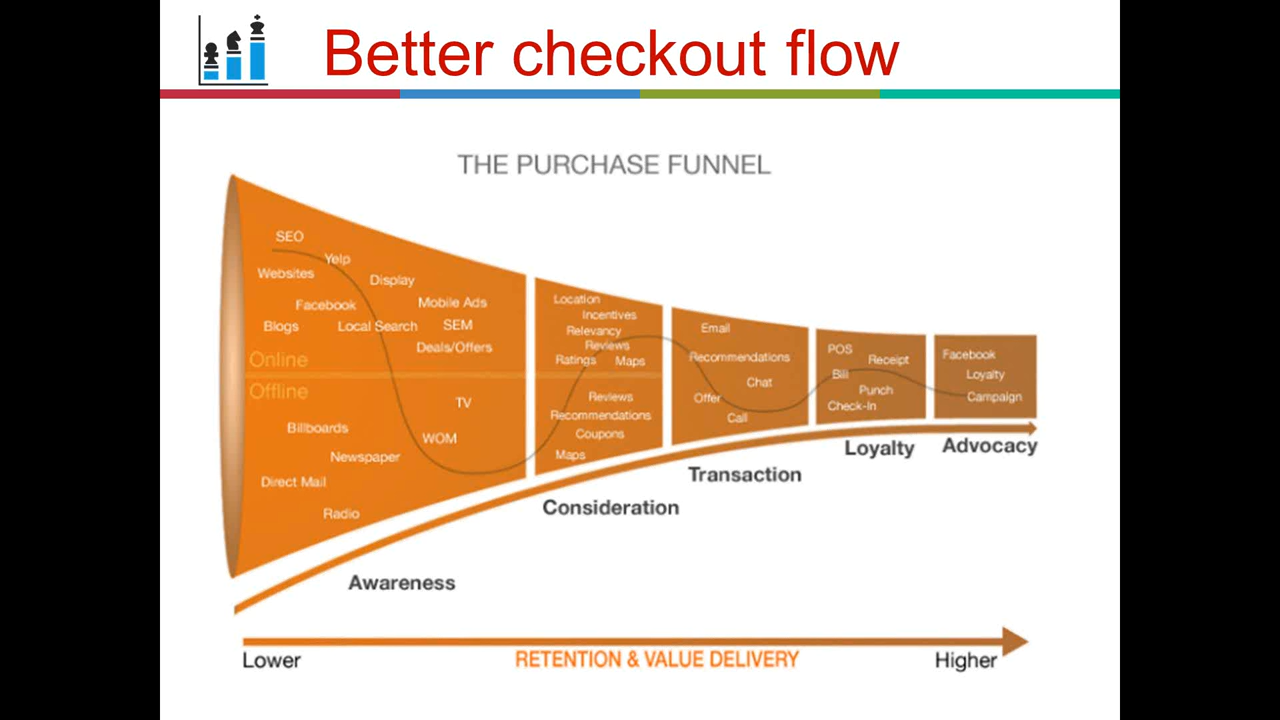 Better checkout flow
THE PURCHASE FUNNEL
SEO
Yelp
Websites
Display
Facebook
Mobile Ads
Blogs
Local Search
SEM
Deals/Offers
Online
Offline
TV
Billboards
WOM
Newspaper
Direct Mail
Radio
Location
Incentives
Relevancy
Reviews
Ratings
Maps
Reviews
Recommendations
Coupons
Maps
Email
Recommendations
Chat
Offer
Call
POS
Receipt
Bill
Punch
Check-In
Facebook
Loyalty
Campaign
Awareness
Consideration
Transaction
Loyalty
Advocacy
Lower
RETENTION & VALUE DELIVERY
Higher